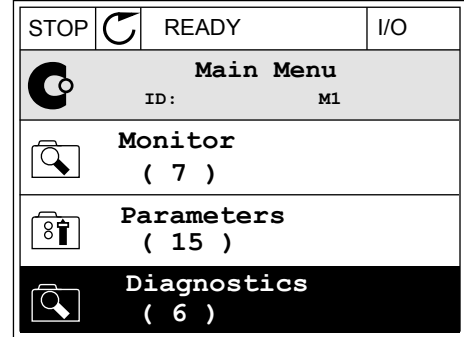 STOP READY I/O
Main Menu
ID: M1
Monitor
( 7 )
Parameters
( 15 )
Diagnostics
( 6 )